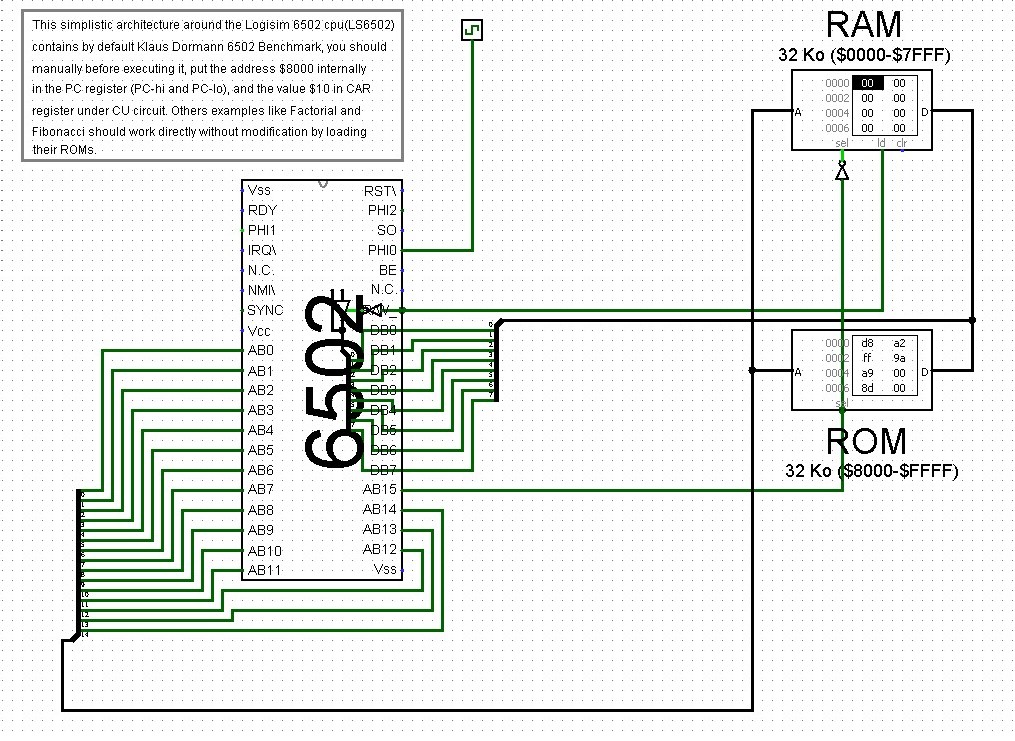 This simplistic architecture around the Logisim 6502 cpu(LS6502)
contains by default Klaus Dormann 6502 Benchmark, you should
manually before executing it, put the address $8000 internally
in the PC register (PC-hi and PC-lo), and the value $10 in CAR
register under CU circuit. Others examples like Factorial and
Fibonacci should work directly without modification by loading
their ROMs.
RAM
32 Ko ($0000-$7FFF)
0000 00 00
0002 00 00
0004 00 00
0006 00 00
A
D
sel ld clr
Vss RST\
RDY PHI2
PHI1 SO
IRQ\ PHI0
N.C. BE
NMI\ N.C.
SYNC
Vcc DB0
AB0 DB1
AB1 DB2
AB2 DB3
AB3 DB4
AB4 DB5
AB5 DB6
AB6 DB7
AB7 AB15
AB8 AB14
AB9 AB13
AB10 AB12
AB11 Vss
6502
0000 d8 a2
0002 ff 9a
0004 a9 00
0006 8d 00
A
D
sel
ROM
32 Ko ($8000-$FFFF)
10
11
12
13
14